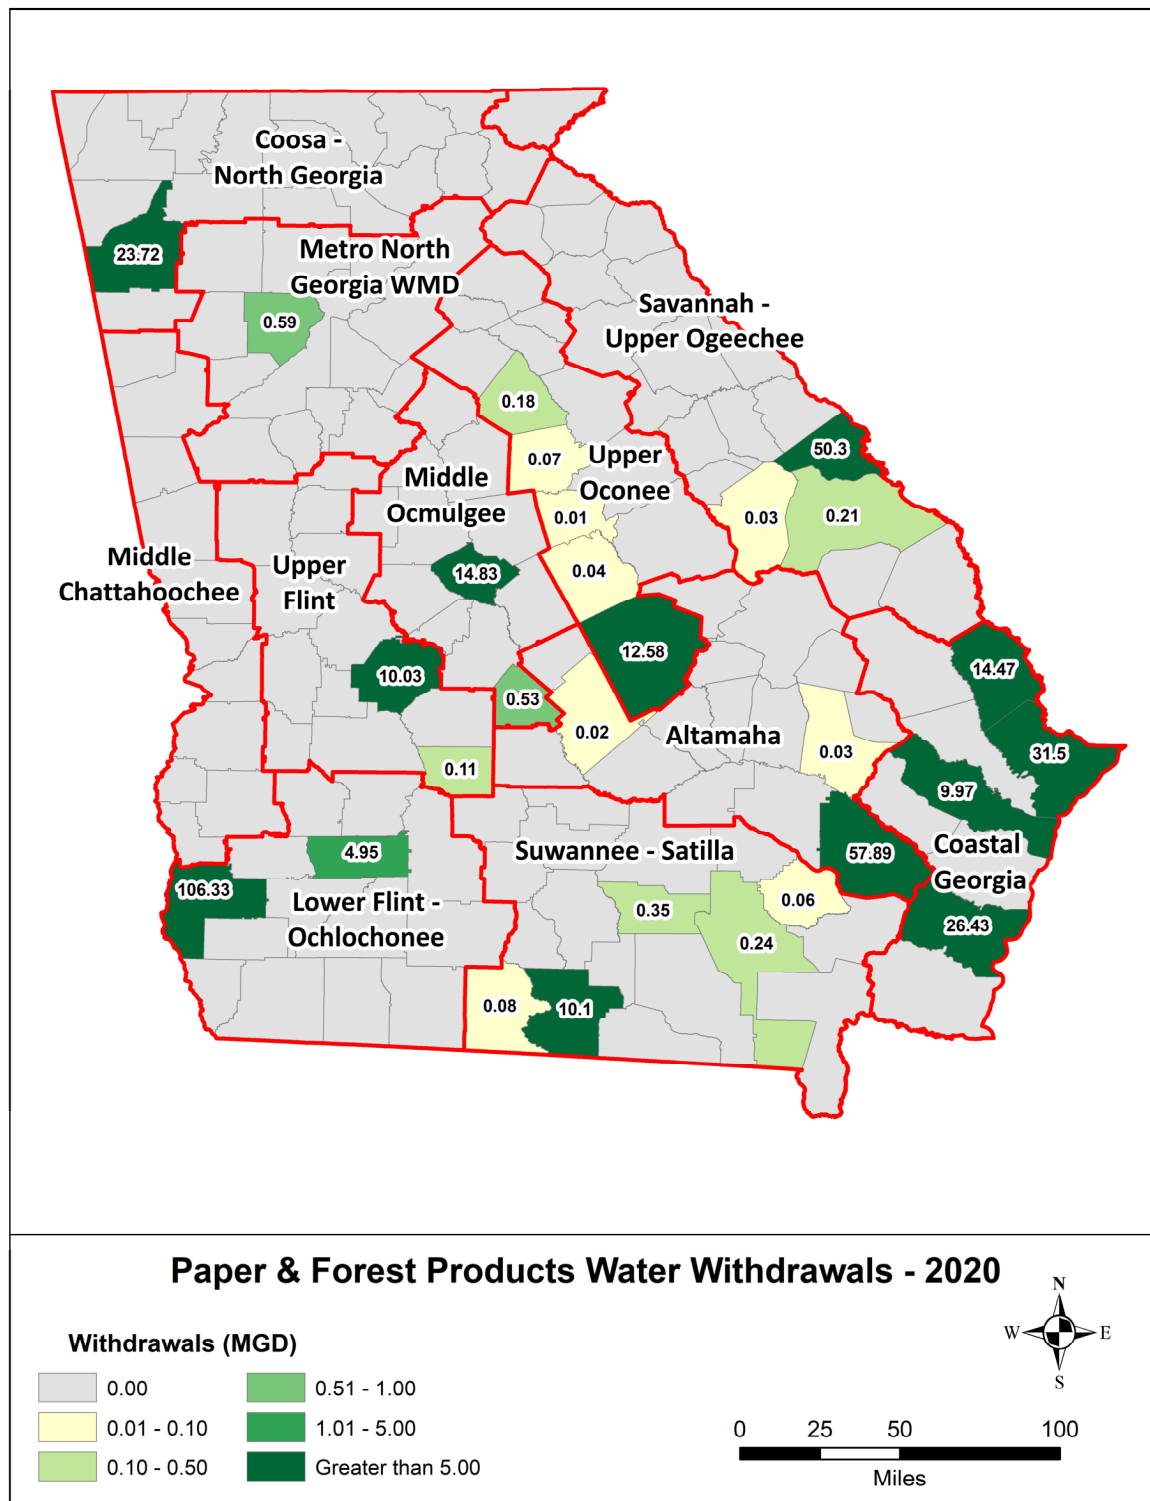 Coosa -
North Georgia
23.72
Metro North
Georgia WMD
0.59
Savannah -
Upper Ogeechee
0.18
0.07
Upper
Oconee
50.3
Middle
Ocmulgee
0.01
0.03
0.21
Middle
Chattahoochee
Upper
Flint
14.83
0.04
12.58
10.03
0.53
0.02
Altamaha
0.03
14.47
31.5
0.11
9.97
4.95
Suwannee - Satilla
57.89
Coastal
Georgia
106.33
Lower Flint -
Ochlochonee
0.35
0.06
0.24
26.43
0.08
10.1
Paper & Forest Products Water Withdrawals - 2020
Withdrawals (MGD)
0.00
0.01 - 0.10
0.10 - 0.50
0.51 - 1.00
1.01 - 5.00
Greater than 5.00
N
W E
S
0 25 50 100
Miles